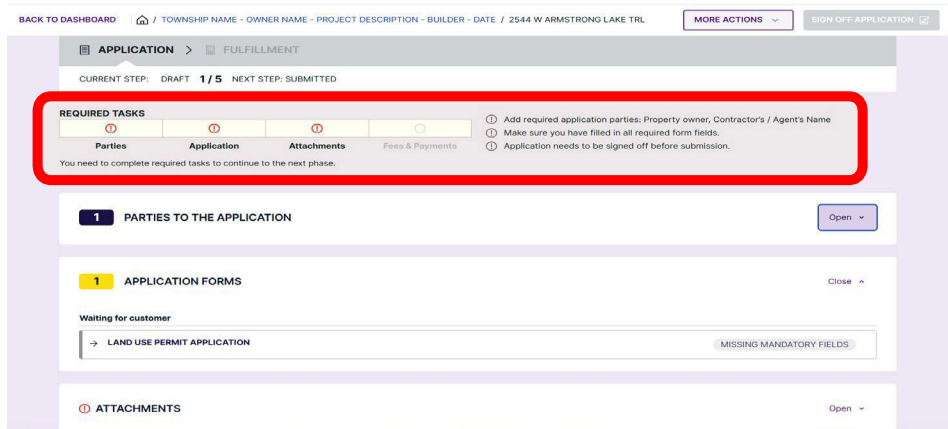 BACK TO DASHBOARD / TOWNSHIP NAME - OWNER NAME - PROJECT DESCRIPTION - BUILDER - DATE / 2544 W ARMSTRONG LAKE TRL MORE ACTIONS SIGN OFF APPLICATION
APPLICATION > FULFILLMENT
CURRENT STEP: DRAFT 1 / 5 NEXT STEP: SUBMITTED
REQUIRED TASKS
Parties Application Attachments Fees & Payments
You need to complete required tasks to continue to the next phase.
Add required application parties: Property owner, Contractor's / Agent's Name
Make sure you have filled in all required form fields.
Application needs to be signed off before submission.
1 PARTIES TO THE APPLICATION Open
1 APPLICATION FORMS Close
Waiting for customer
→ LAND USE PERMIT APPLICATION MISSING MANDATORY FIELDS
ATTACHMENTS Open